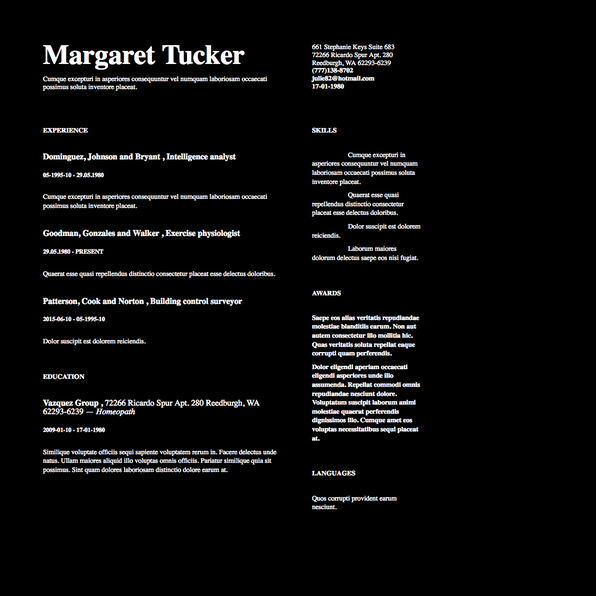 Margaret Tucker
Cumque excepturi in asperiores consequuntur vel numquam laboriosam occaecati
possimus soluta inventore placeat.
661 Stephanie Keys Suite 683
72266 Ricardo Spur Apt. 280
Reedburgh, WA 62293-6239
(777)138-8702
julie82@hotmail.com
17-01-1980
EXPERIENCE
Dominguez, Johnson and Bryant , Intelligence analyst
05-1995-10 - 29.05.1980
Cumque excepturi in asperiores consequuntur vel numquam laboriosam occaecati
possimus soluta inventore placeat.
Goodman, Gonzales and Walker , Exercise physiologist
29.05.1980 - PRESENT
Quaerat esse quasi repellendus distinctio consectetur placeat esse delectus doloribus.
Patterson, Cook and Norton , Building control surveyor
2015-06-10 - 05-1995-10
Dolor suscipit est dolorem reiciendis.
EDUCATION
Vazquez Group , 72266 Ricardo Spur Apt. 280 Reedburgh, WA
62293-6239 — Homeopath
2009-01-10 - 17-01-1980
Similique voluptate officiis sequi sapiente voluptatem rerum in. Facere delectus unde
natus. Ullam maiores aliquid illo voluptas omnis officiis. Pariatur similique quia sit
possimus. Sint quam dolores laboriosam distinctio dolore earum at.
SKILLS
Cumque excepturi in
asperiores consequuntur vel numquam
laboriosam occaecati possimus soluta
inventore placeat.
Quaerat esse quasi
repellendus distinctio consectetur
placeat esse delectus doloribus.
Dolor suscipit est dolorem
reiciendis.
Laborum maiores
dolorum delectus saepe eos nisi fugiat.
AWARDS
Saepe eos alias veritatis repudiandae
molestiae blanditiis earum. Non aut
autem consectetur illo mollitia hic.
Quas veritatis soluta repellat eaque
corrupti quam perferendis.
Dolor eligendi aperiam occaecati
eligendi asperiores unde illo
assumenda. Repellat commodi omnis
repudiandae nesciunt dolore.
Voluptatum suscipit laborum animi
molestiae quaerat perferendis
dignissimos illo. Cumque amet eos
voluptas necessitatibus sequi placeat
at.
LANGUAGES
Quos corrupti provident earum
nesciunt.